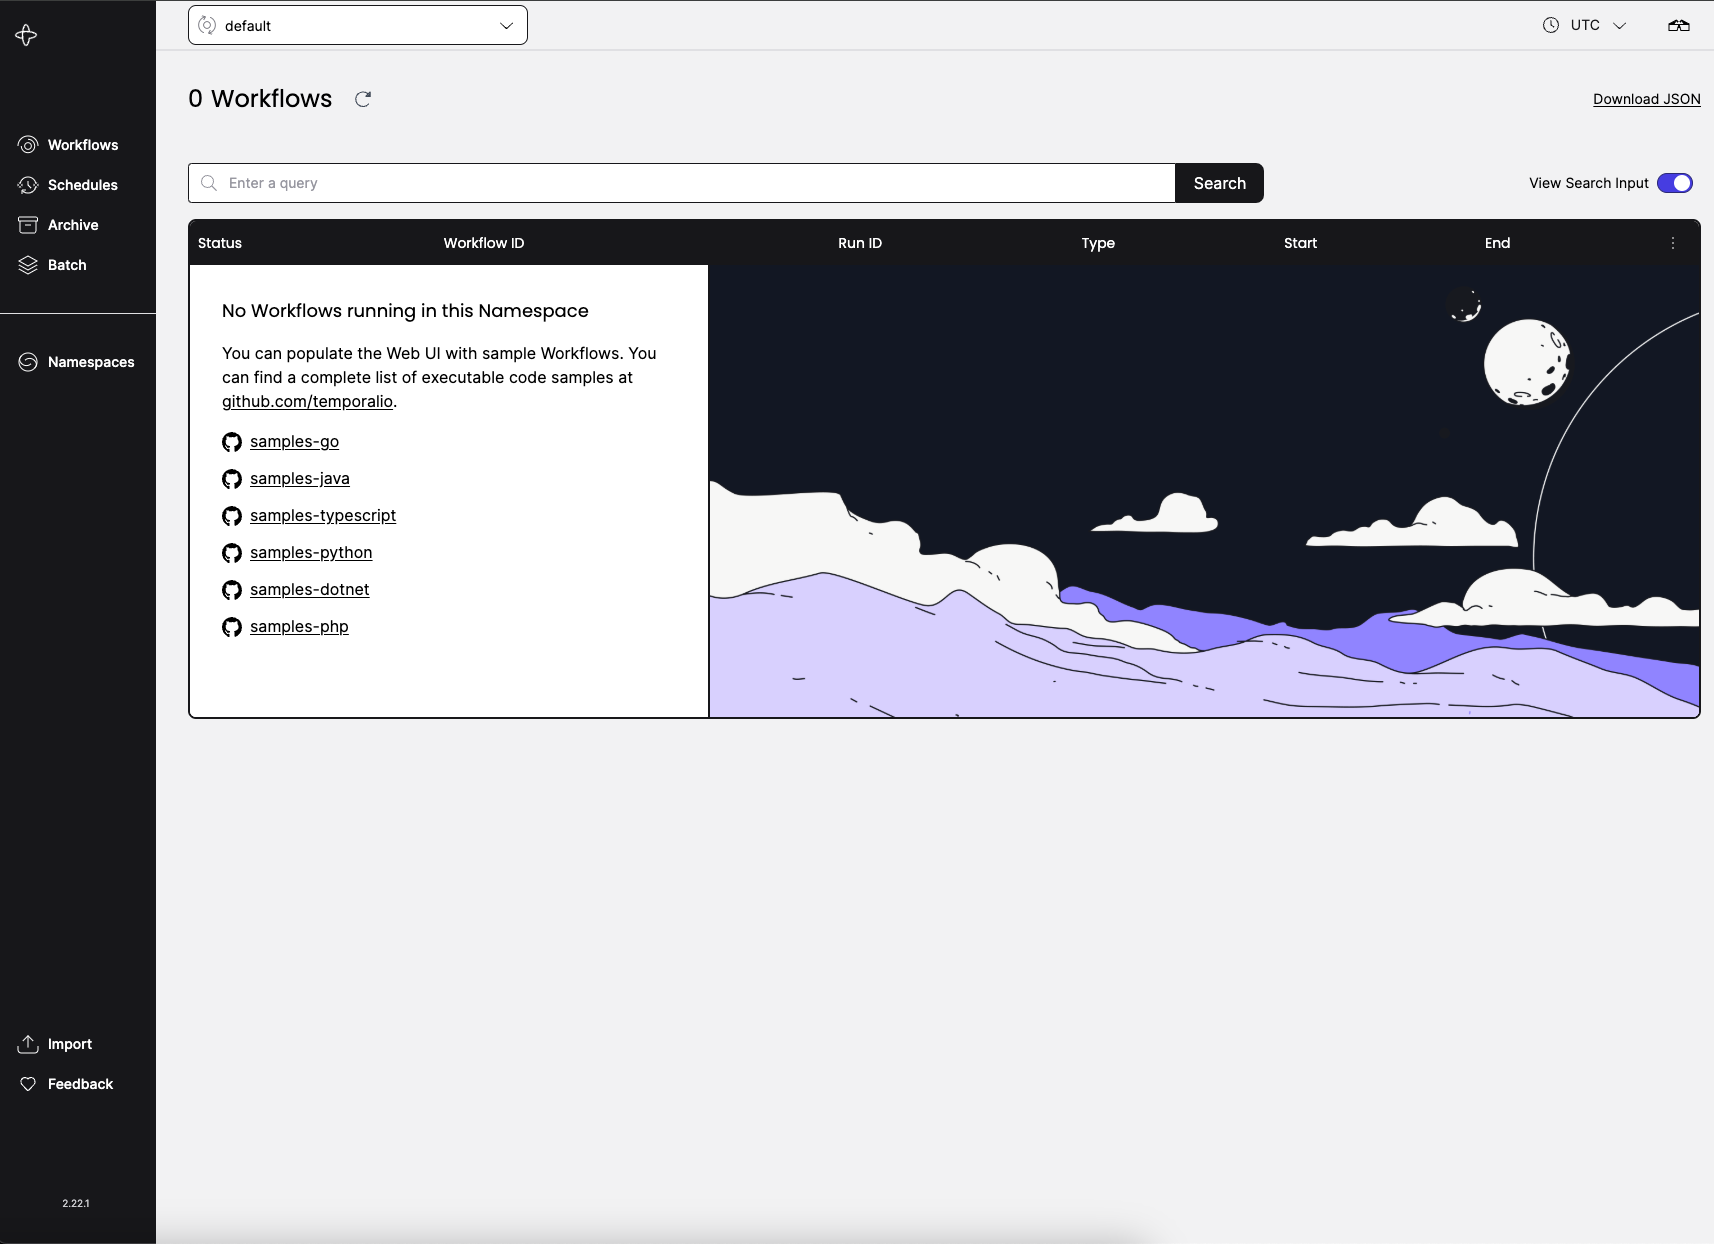 default
UTC
0 Workflows
Download JSON
Workflows
Schedules
Archive
Batch
Namespaces
Enter a query
Search
View Search Input
Status Workflow ID Run ID Type Start End
No Workflows running in this Namespace
You can populate the Web UI with sample Workflows. You
can find a complete list of executable code samples at
github.com/temporalio.
samples-go
samples-java
samples-typescript
samples-python
samples-dotnet
samples-php
Import
Feedback
2.22.1